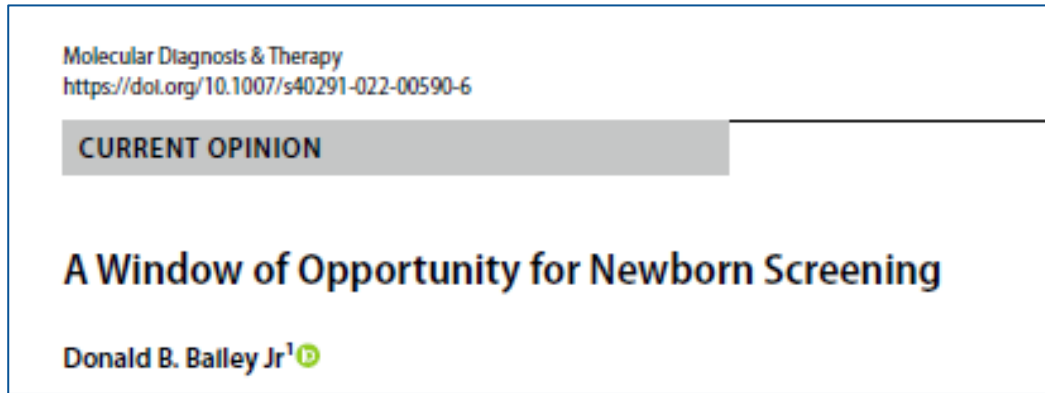 Molecular Diagnosis & Therapy
https://doi.org/10.1007/s40291-022-00590-6
CURRENT OPINION
A Window of Opportunity for Newborn Screening
Donald B. Bailey Jr¹